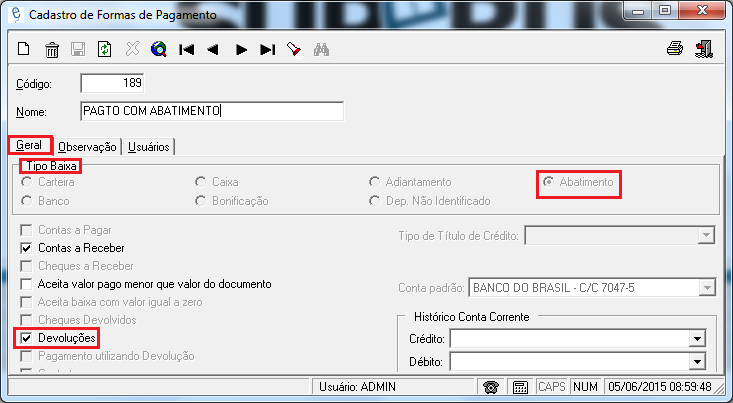 Cadastro de Formas de Pagamento
Código: 189
Nome: PAGTO COM ABATIMENTO
Geral Observação Usuários
Tipo Baixa
Carteira Caixa Adiantamento Abatimento
Banco Bonificação Dep. Não Identificado
Contas a Pagar
Contas a Receber
Cheques a Receber
Aceita valor pago menor que valor do documento
Aceita baixa com valor igual a zero
Cheques Devolvidos
Devoluções
Pagamento utilizando Devolução
Tipo de Título de Crédito:
Conta padrão: BANCO DO BRASIL - C/C 7047-5
Histórico Conta Corrente
Crédito:
Débito:
Usuário: ADMIN CAPS NUM 05/06/2015 08:59:48